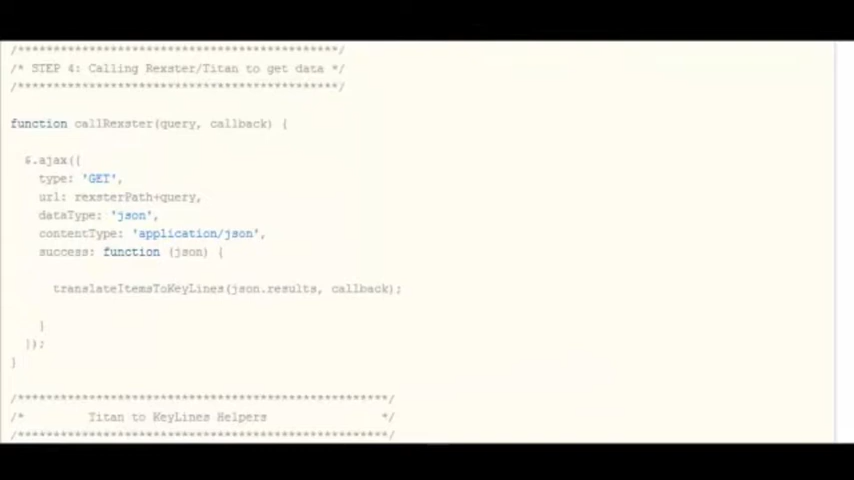 /*********************************************/
/* STEP 4: Calling Rexster/Titan to get data */
/*********************************************/
function callRexster(query, callback) {
$.ajax({
type: 'GET',
url: rexsterPath+query,
dataType: 'json',
contentType: 'application/json',
success: function (json) {
translateItemsToKeyLines(json.results, callback);
}
});
}
/****************************************************/
/* Titan to KeyLines Helpers */
/****************************************************/